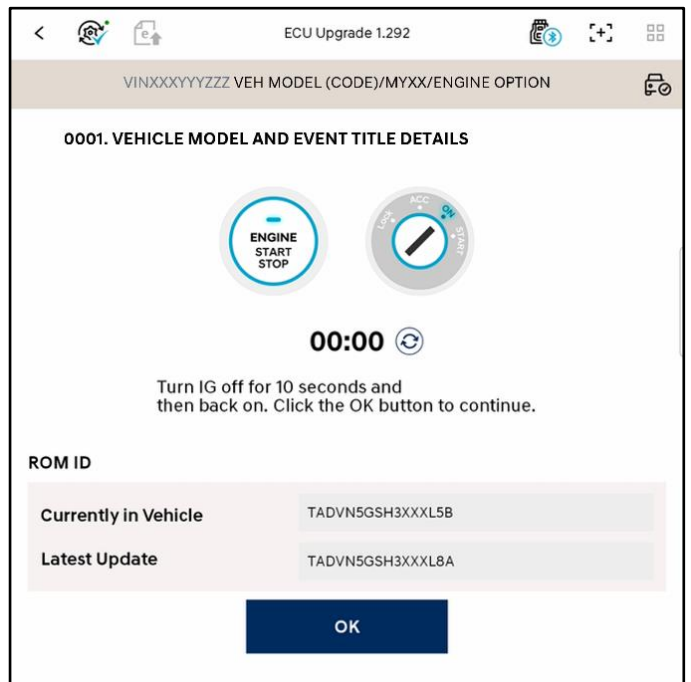 ECU Upgrade 1.292
VINXXXYYYZZZ VEH MODEL (CODE)/MYXX/ENGINE OPTION
0001. VEHICLE MODEL AND EVENT TITLE DETAILS
ENGINE
START
STOP
Lock
ACC
ON
START
00:00
Turn IG off for 10 seconds and
then back on. Click the OK button to continue.
ROM ID
Currently in Vehicle TADVN5GSH3XXXL5B
Latest Update TADVN5GSH3XXXL8A
OK